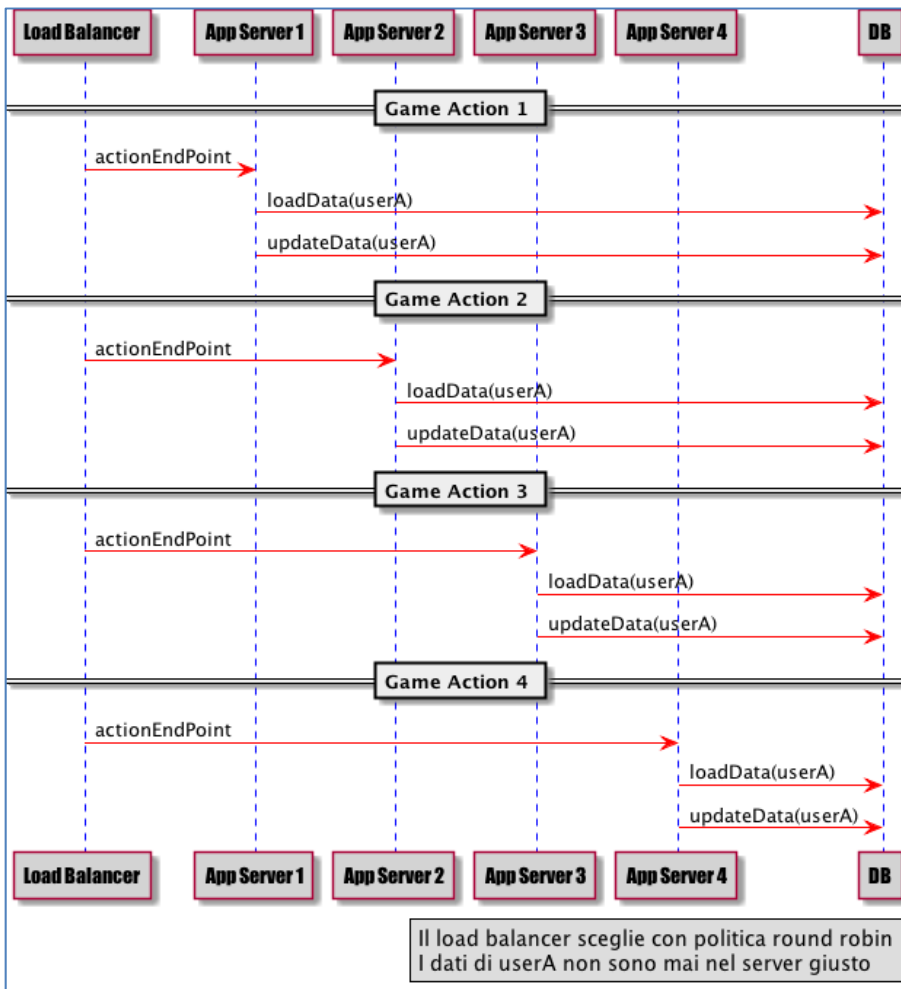 Load Balancer App Server 1 App Server 2 App Server 3 App Server 4 DB
Game Action 1
actionEndPoint
loadData(userA)
updateData(userA)
Game Action 2
actionEndPoint
loadData(userA)
updateData(userA)
Game Action 3
actionEndPoint
loadData(userA)
updateData(userA)
Game Action 4
actionEndPoint
loadData(userA)
updateData(userA)
Load Balancer App Server 1 App Server 2 App Server 3 App Server 4 DB
Il load balancer sceglie con politica round robin
I dati di userA non sono mai nel server giusto